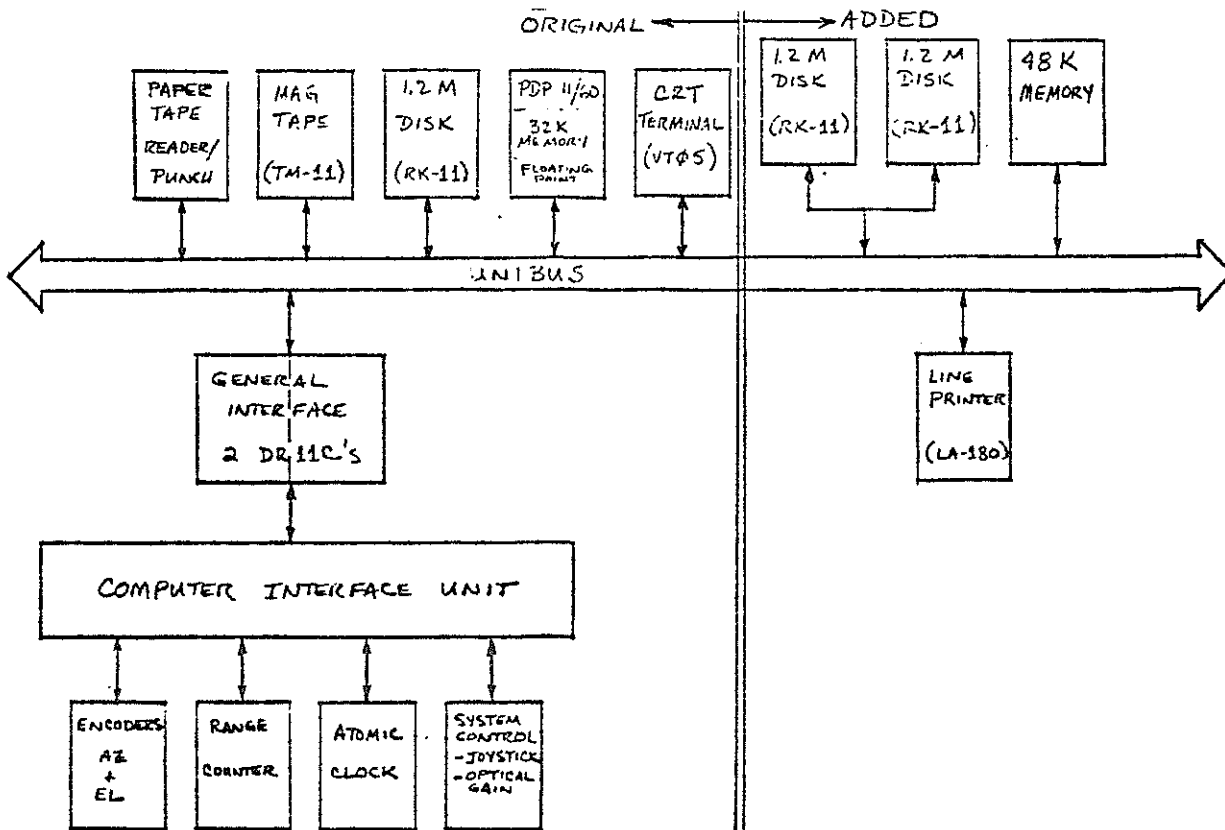 ORIGINAL
ADDED
PAPER
TAPE
READER/
PUNCH
MAG
TAPE
(TM-11)
1.2 M
DISK
(RK-11)
PDP 11/60
32K
MEMORY
FLOATING
POINT
CRT
TERMINAL
(VTØ5)
1.2 M
DISK
(RK-11)
1.2 M
DISK
(RK-11)
48 K
MEMORY
UNIBUS
GENERAL
INTERFACE
2 DR11C's
LINE
PRINTER
(LA-180)
COMPUTER INTERFACE UNIT
ENCODERS
AZ
+
EL
RANGE
COUNTER
ATOMIC
CLOCK
SYSTEM
CONTROL
-JOYSTICK
-OPTICAL
GAIN